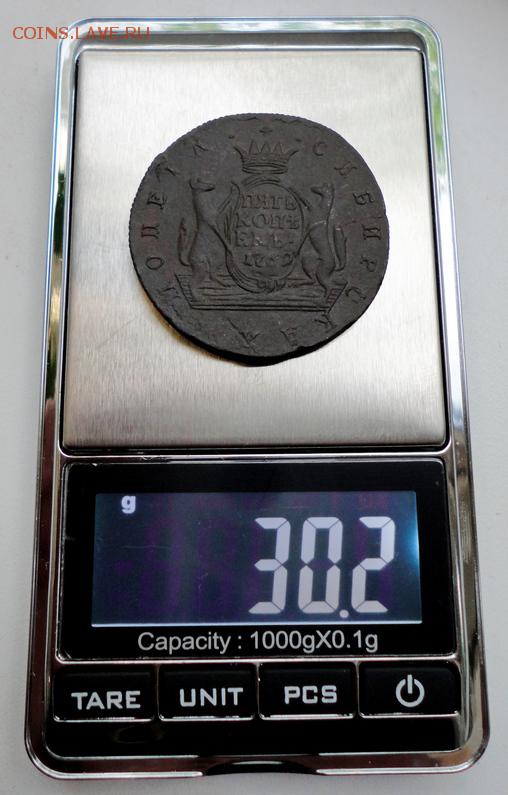 COINS.LAVE.RU
МОНЕТА СИБИРСКАЯ
ПЯТЬ
КОПѢ
ЕКЪ
g
30.2
Capacity : 1000gX0.1g
TARE UNIT PCS